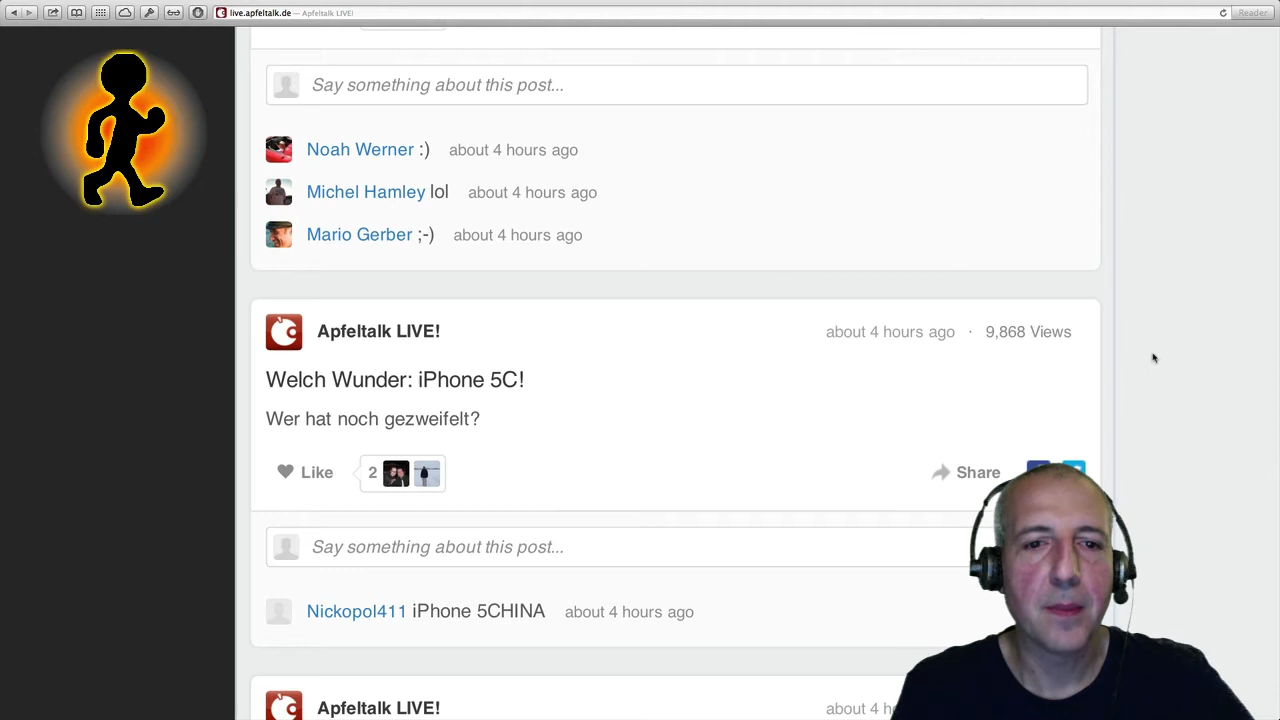 live.apfeltalk.de — Apfeltalk LIVE!
Reader
Say something about this post...
Noah Werner :) about 4 hours ago
Michel Hamley lol about 4 hours ago
Mario Gerber ;-) about 4 hours ago
Apfeltalk LIVE! about 4 hours ago · 9,868 Views
Welch Wunder: iPhone 5C!
Wer hat noch gezweifelt?
Like 2 Share
Say something about this post...
Nickopol411 iPhone 5CHINA about 4 hours ago
Apfeltalk LIVE! about 4 h